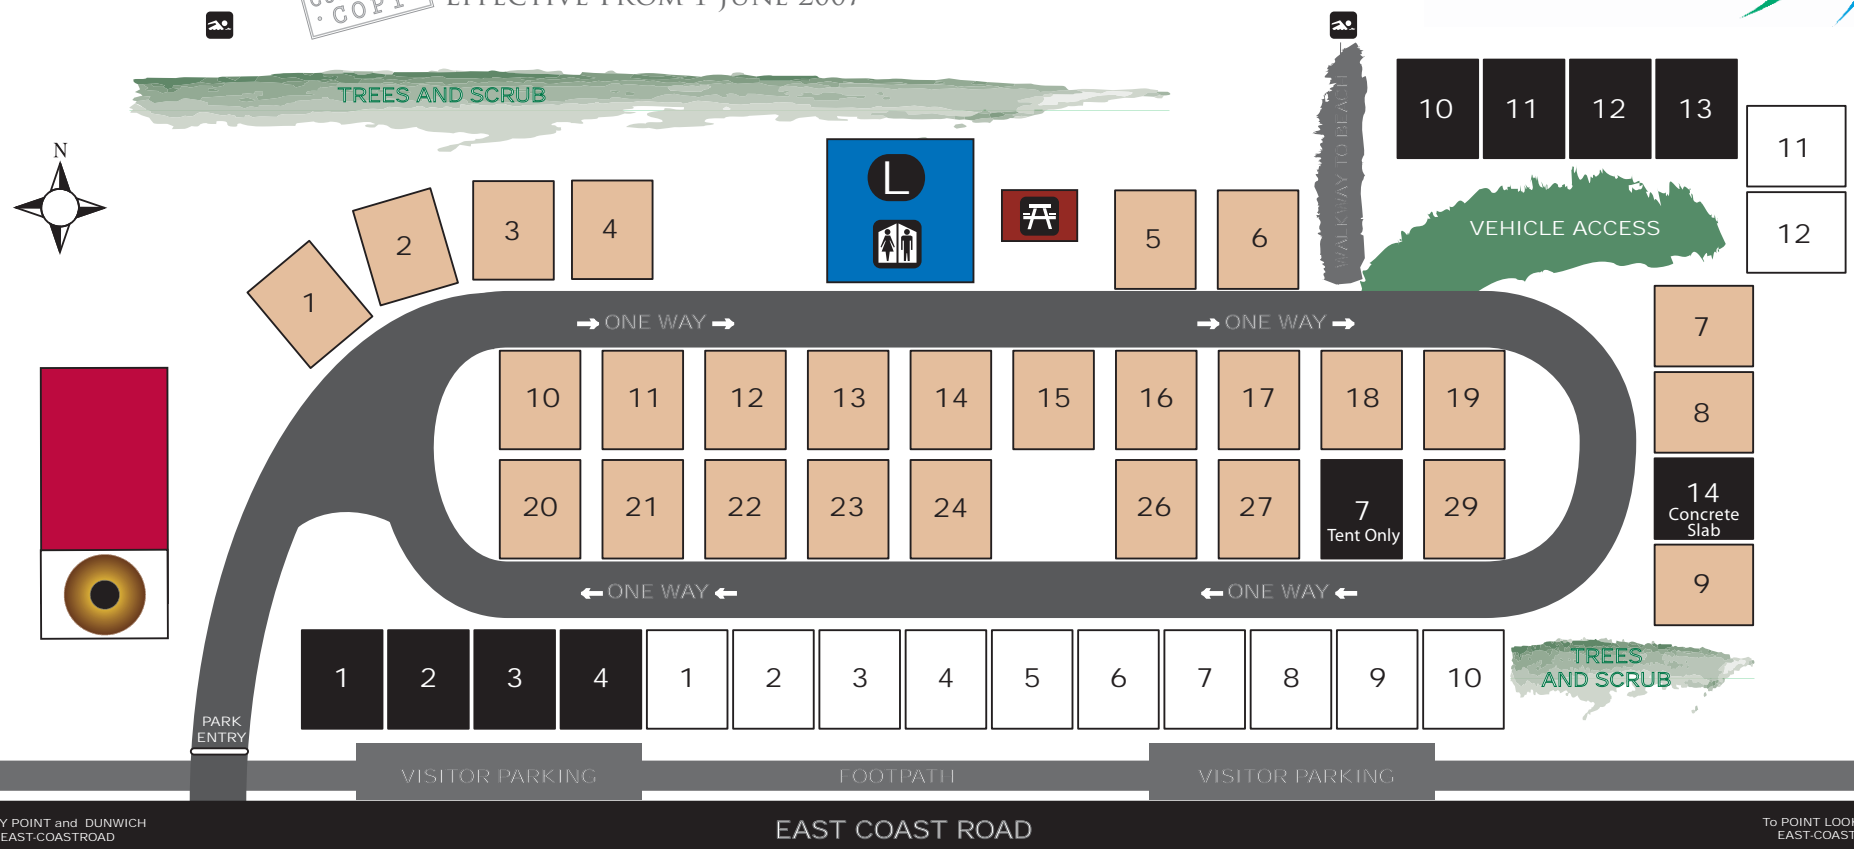 COPY
EFFECTIVE FROM 1 JUNE 2007
TREES AND SCRUB
N
WALKWAY TO BEACH
10 11 12 13
11
12
VEHICLE ACCESS
1
2
3
4
L
5
6
ONE WAY
ONE WAY
7
8
14
Concrete
Slab
9
10 11 12 13 14 15 16 17 18 19
20 21 22 23 24 26 27
7
Tent Only
29
ONE WAY
ONE WAY
1 2 3 4 1 2 3 4 5 6 7 8 9 10
TREES
AND SCRUB
PARK
ENTRY
VISITOR PARKING
FOOTPATH
VISITOR PARKING
Y POINT and DUNWICH
EAST-COASTROAD
EAST COAST ROAD
To POINT LOOK
EAST-COAST